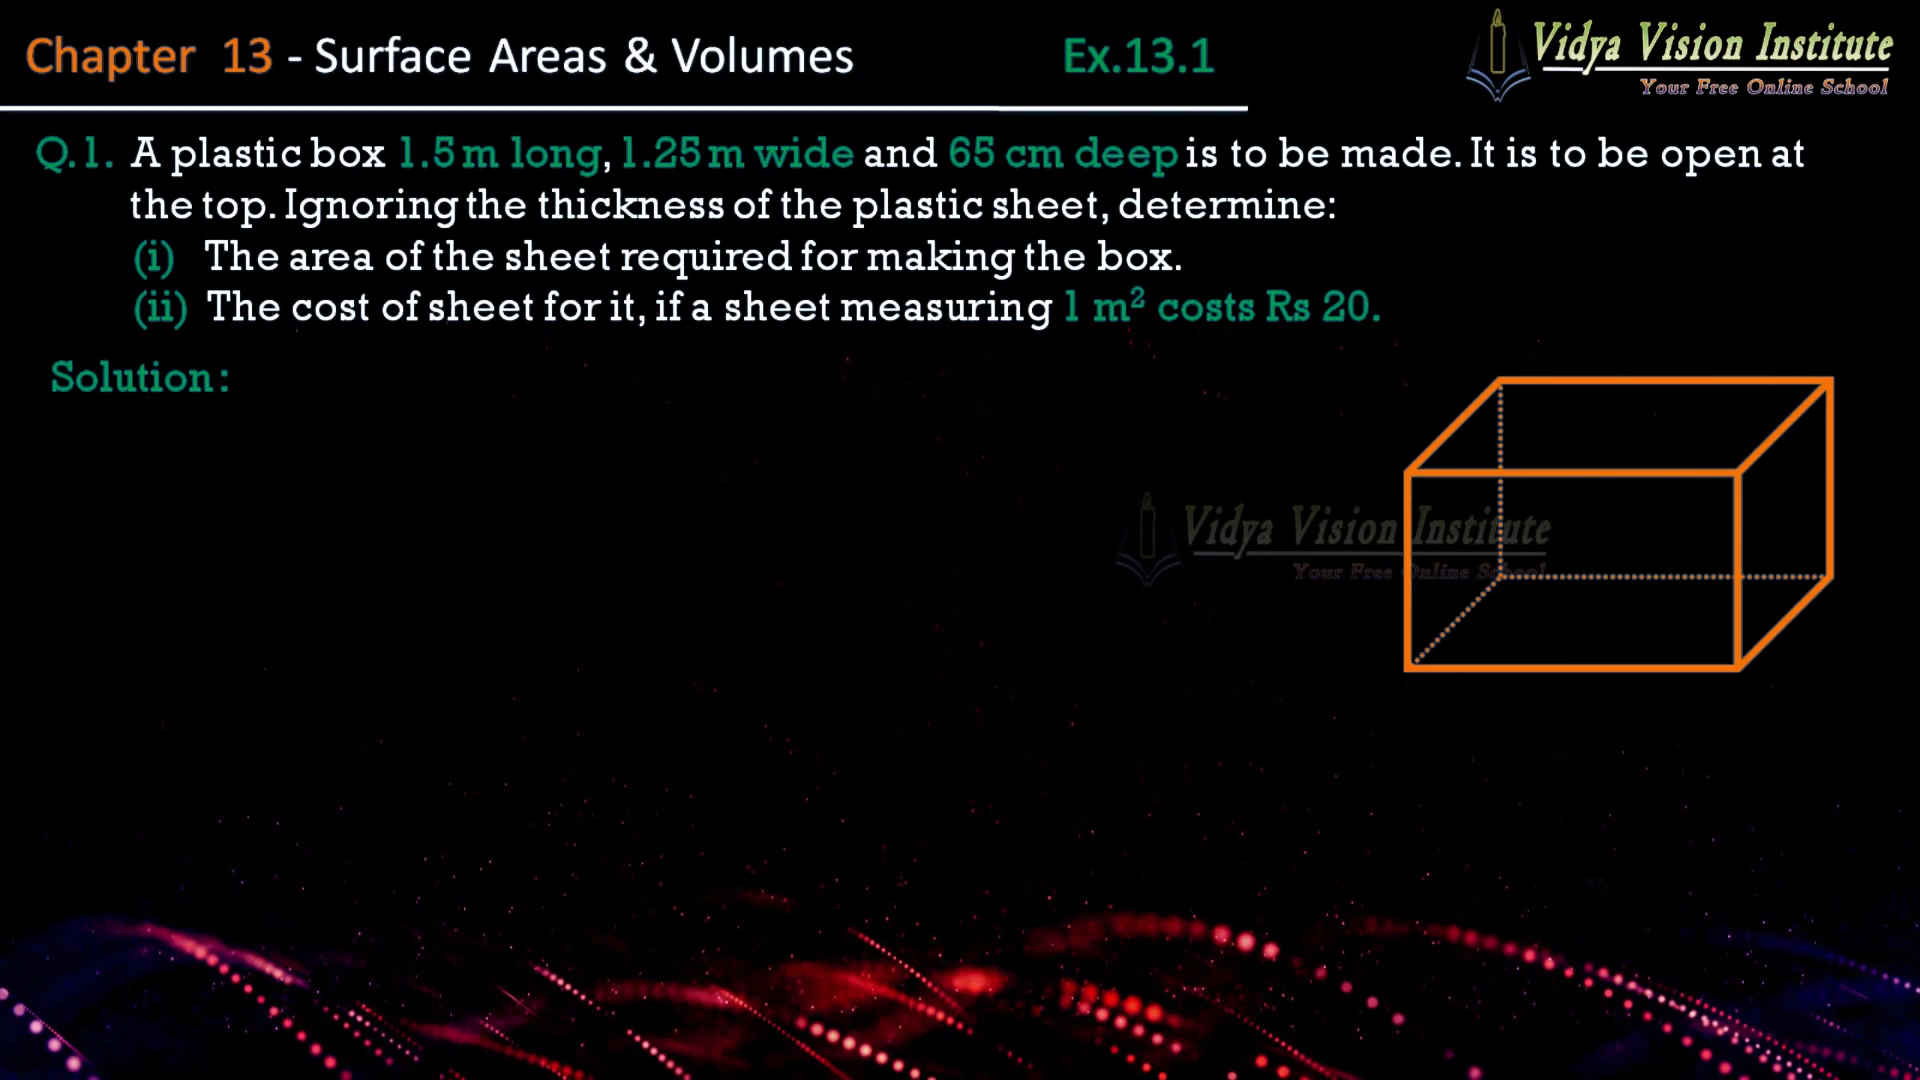 Chapter 13 - Surface Areas & Volumes
Ex.13.1
Vidya Vision Institute
Your Free Online School
Q.1. A plastic box 1.5 m long, 1.25 m wide and 65 cm deep is to be made. It is to be open at
the top. Ignoring the thickness of the plastic sheet, determine:
(i) The area of the sheet required for making the box.
(ii) The cost of sheet for it, if a sheet measuring 1 m² costs Rs 20.
Solution:
Vidya Vision Institute
Your Free Online School